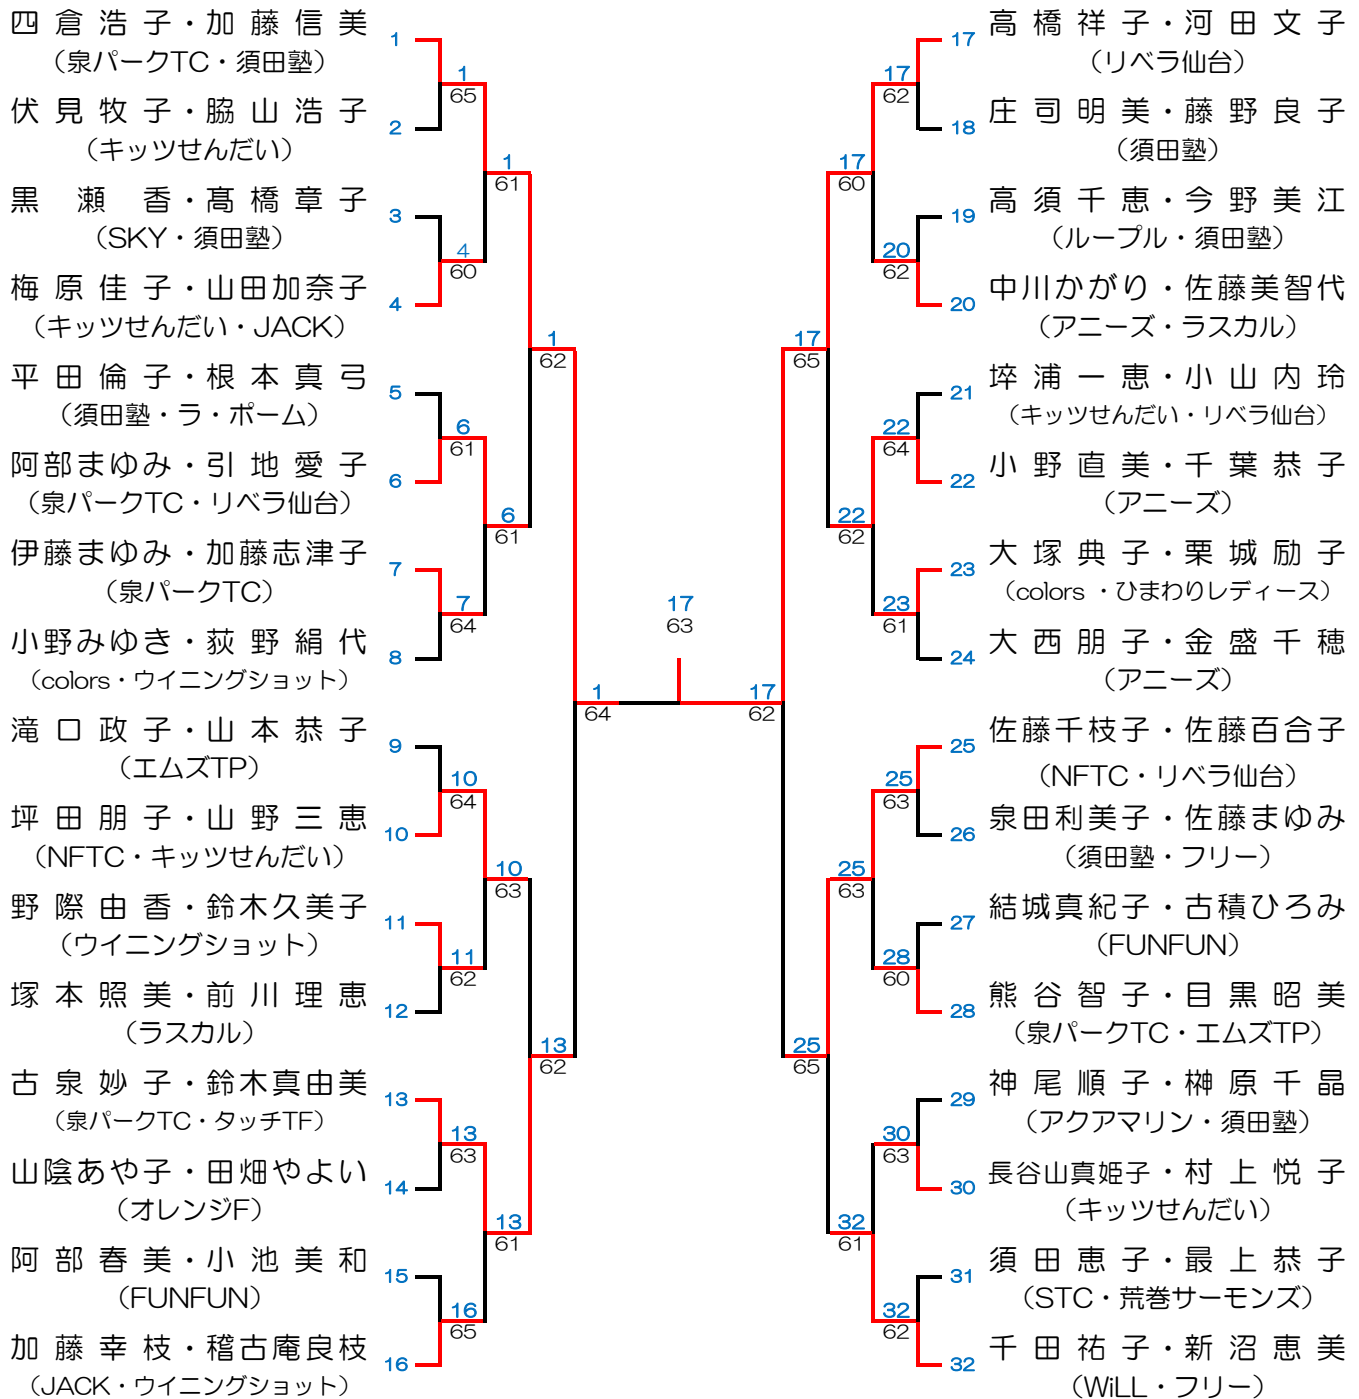 四倉浩子・加藤信美
（泉パークTC・須田塾）
1
伏見牧子・脇山浩子
（キッツせんだい）
2
黒瀬香・髙橋章子
（SKY・須田塾）
3
梅原佳子・山田加奈子
（キッツせんだい・JACK）
4
平田倫子・根本真弓
（須田塾・ラ・ポーム）
5
阿部まゆみ・引地愛子
（泉パークTC・リベラ仙台）
6
伊藤まゆみ・加藤志津子
（泉パークTC）
7
小野みゆき・荻野絹代
（colors・ウイニングショット）
8
滝口政子・山本恭子
（エムズTP）
9
坪田朋子・山野三恵
（NFTC・キッツせんだい）
10
野際由香・鈴木久美子
（ウイニングショット）
11
塚本照美・前川理恵
（ラスカル）
12
古泉妙子・鈴木真由美
（泉パークTC・タッチTF）
13
山陰あや子・田畑やよい
（オレンジF）
14
阿部春美・小池美和
（FUNFUN）
15
加藤幸枝・稽古庵良枝
（JACK・ウイニングショット）
16
1
65
4
60
6
61
7
64
10
64
11
62
13
63
16
65
1
61
6
61
10
63
13
61
1
62
13
62
1
64
17
63
17
62
17
65
25
65
17
60
22
62
25
63
32
61
17
62
20
62
22
64
23
61
25
63
28
60
30
63
32
62
17
高橋祥子・河田文子
（リベラ仙台）
18
庄司明美・藤野良子
（須田塾）
19
高須千恵・今野美江
（ループル・須田塾）
20
中川かがり・佐藤美智代
（アニーズ・ラスカル）
21
埣浦一恵・小山内玲
（キッツせんだい・リベラ仙台）
22
小野直美・千葉恭子
（アニーズ）
23
大塚典子・栗城励子
（colors ・ひまわりレディース）
24
大西朋子・金盛千穂
（アニーズ）
25
佐藤千枝子・佐藤百合子
（NFTC・リベラ仙台）
26
泉田利美子・佐藤まゆみ
（須田塾・フリー）
27
結城真紀子・古積ひろみ
（FUNFUN）
28
熊谷智子・目黒昭美
（泉パークTC・エムズTP）
29
神尾順子・榊原千晶
（アクアマリン・須田塾）
30
長谷山真姫子・村上悦子
（キッツせんだい）
31
須田恵子・最上恭子
（STC・荒巻サーモンズ）
32
千田祐子・新沼恵美
（WiLL・フリー）